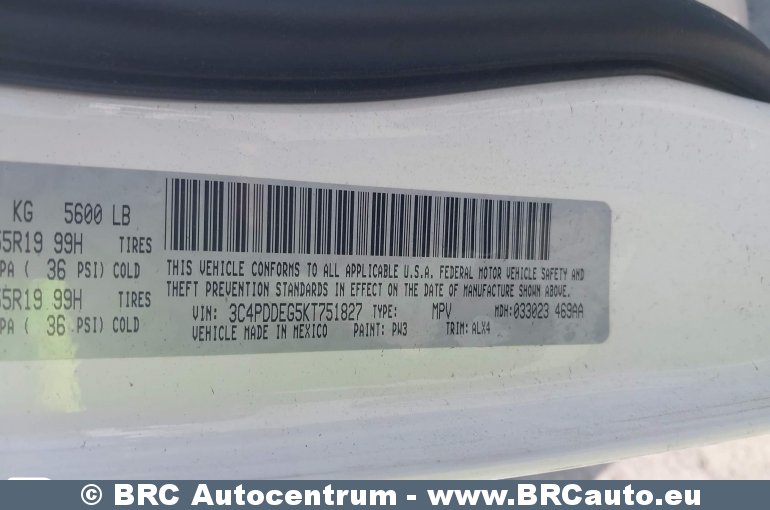 KG 5600 LB
55R19 99H TIRES
PA ( 36 PSI) COLD
55R19 99H TIRES
PA ( 36 PSI) COLD
THIS VEHICLE CONFORMS TO ALL APPLICABLE U.S.A. FEDERAL MOTOR VEHICLE SAFETY AND
THEFT PREVENTION STANDARDS IN EFFECT ON THE DATE OF MANUFACTURE SHOWN ABOVE.
VIN: 3C4PDDEG5KT751827 TYPE: MPV MDH: 033023 469AA
VEHICLE MADE IN MEXICO PAINT: PW3 TRIM: ALX4
© BRC Autocentrum - www.BRCauto.eu